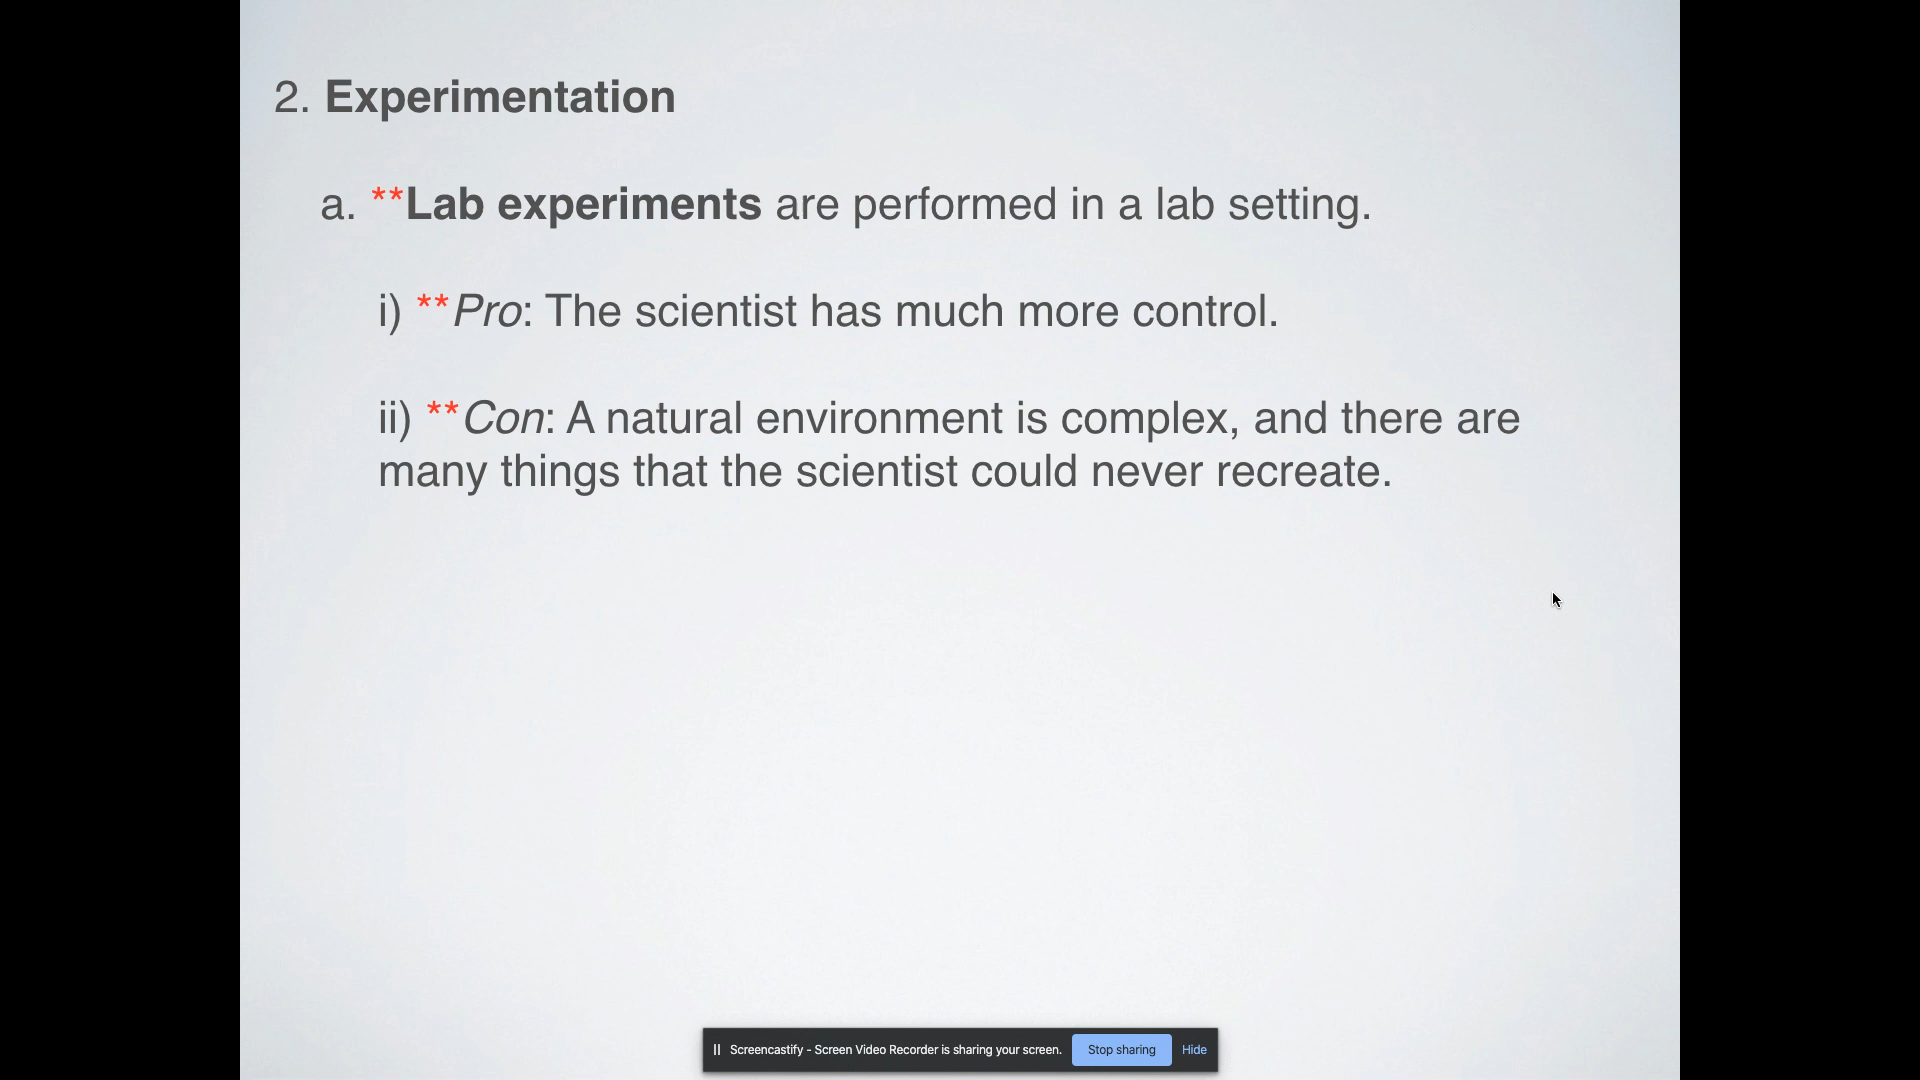 2. Experimentation
a. **Lab experiments are performed in a lab setting.
i) **Pro: The scientist has much more control.
ii) **Con: A natural environment is complex, and there are
many things that the scientist could never recreate.
Screencastify - Screen Video Recorder is sharing your screen. Stop sharing Hide